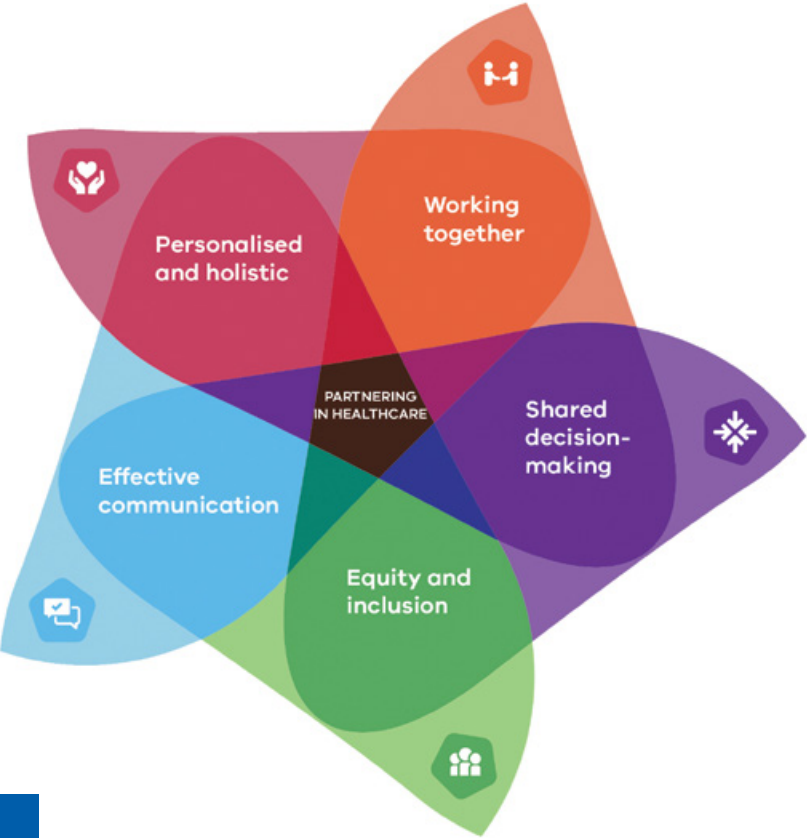 Working
together
Personalised
and holistic
PARTNERING
IN HEALTHCARE
Shared
decision-
making
Effective
communication
Equity and
inclusion